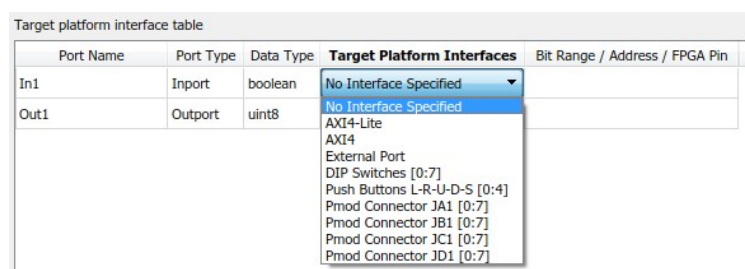 Target platform interface table
Port Name Port Type Data Type Target Platform Interfaces Bit Range / Address / FPGA Pin
In1 Inport boolean No Interface Specified
Out1 Outport uint8
No Interface Specified
AXI4-Lite
AXI4
External Port
DIP Switches [0:7]
Push Buttons L-R-U-D-S [0:4]
Pmod Connector JA1 [0:7]
Pmod Connector JB1 [0:7]
Pmod Connector JC1 [0:7]
Pmod Connector JD1 [0:7]